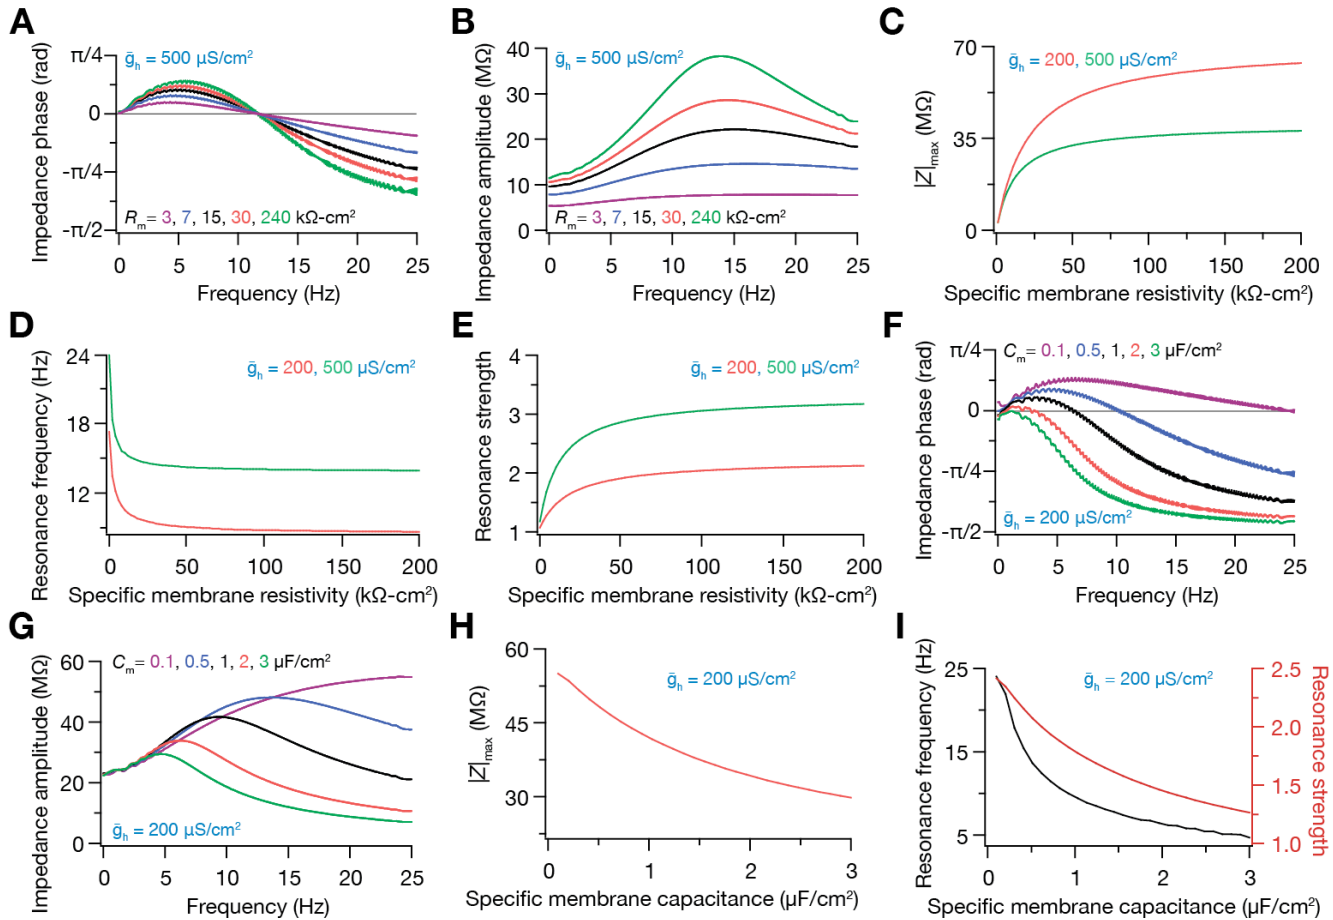 A
Impedance phase (rad)
π/4
0
-π/4
-π/2
ḡh = 500 µS/cm²
Rm= 3, 7, 15, 30, 240 kΩ-cm²
0 5 10 15 20 25
Frequency (Hz)
B
Impedance amplitude (MΩ)
40
30
20
10
0
ḡh = 500 µS/cm²
Rm= 3, 7, 15, 30, 240 kΩ-cm²
0 5 10 15 20 25
Frequency (Hz)
C
|Z|max (MΩ)
70
35
0
ḡh = 200, 500 µS/cm²
0 50 100 150 200
Specific membrane resistivity (kΩ-cm²)
D
Resonance frequency (Hz)
24
18
12
ḡh = 200, 500 µS/cm²
0 50 100 150 200
Specific membrane resistivity (kΩ-cm²)
E
Resonance strength
4
3
2
1
ḡh = 200, 500 µS/cm²
0 50 100 150 200
Specific membrane resistivity (kΩ-cm²)
F
Impedance phase (rad)
π/4
0
-π/4
-π/2
Cm= 0.1, 0.5, 1, 2, 3 µF/cm²
ḡh = 200 µS/cm²
0 5 10 15 20 25
Frequency (Hz)
G
Impedance amplitude (MΩ)
60
40
20
0
Cm= 0.1, 0.5, 1, 2, 3 µF/cm²
ḡh = 200 µS/cm²
0 5 10 15 20 25
Frequency (Hz)
H
|Z|max (MΩ)
60
45
30
ḡh = 200 µS/cm²
0 1 2 3
Specific membrane capacitance (µF/cm²)
I
Resonance frequency (Hz)
25
15
5
ḡh = 200 µS/cm²
2.5
2.0
1.5
1.0
Resonance strength
0 1 2 3
Specific membrane capacitance (µF/cm²)